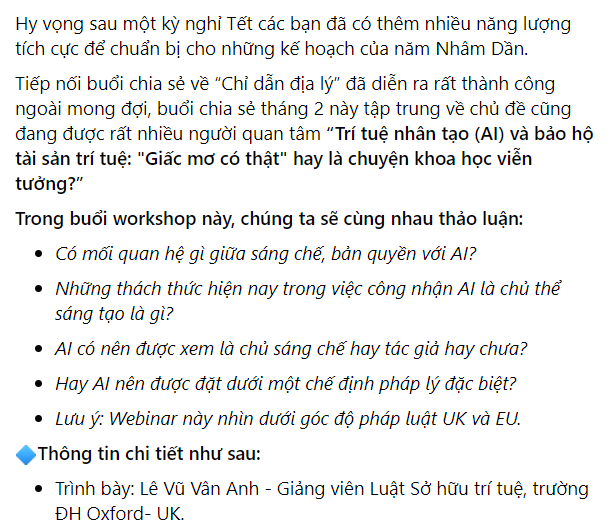 Hy vọng sau một kỳ nghỉ Tết các bạn đã có thêm nhiều năng lượng
tích cực để chuẩn bị cho những kế hoạch của năm Nhâm Dần.
Tiếp nối buổi chia sẻ về “Chỉ dẫn địa lý” đã diễn ra rất thành công
ngoài mong đợi, buổi chia sẻ tháng 2 này tập trung về chủ đề cũng
đang được rất nhiều người quan tâm “Trí tuệ nhân tạo (AI) và bảo hộ
tài sản trí tuệ: "Giấc mơ có thật" hay là chuyện khoa học viễn
tưởng?”
Trong buổi workshop này, chúng ta sẽ cùng nhau thảo luận:
• Có mối quan hệ gì giữa sáng chế, bản quyền với AI?
• Những thách thức hiện nay trong việc công nhận AI là chủ thể
sáng tạo là gì?
• AI có nên được xem là chủ sáng chế hay tác giả hay chưa?
• Hay AI nên được đặt dưới một chế định pháp lý đặc biệt?
• Lưu ý: Webinar này nhìn dưới góc độ pháp luật UK và EU.
🔷Thông tin chi tiết như sau:
• Trình bày: Lê Vũ Vân Anh - Giảng viên Luật Sở hữu trí tuệ, trường
ĐH Oxford- UK.